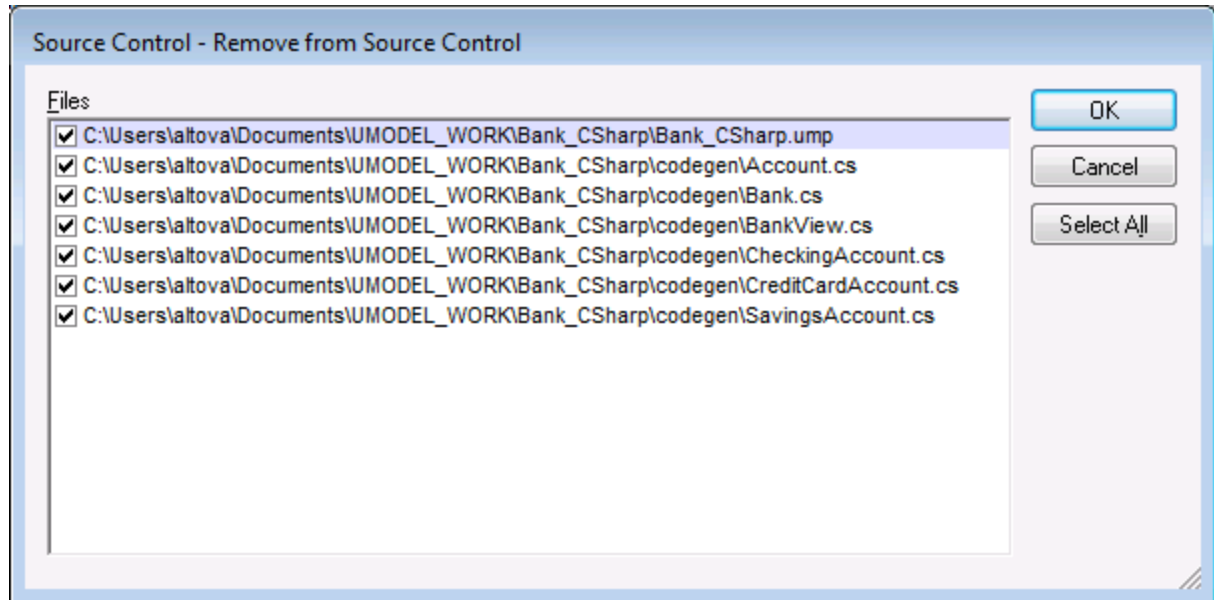 Source Control - Remove from Source Control
Files
C:\Users\altova\Documents\UMODEL_WORK\Bank_CSharp\Bank_CSharp.ump
C:\Users\altova\Documents\UMODEL_WORK\Bank_CSharp\codegen\Account.cs
C:\Users\altova\Documents\UMODEL_WORK\Bank_CSharp\codegen\Bank.cs
C:\Users\altova\Documents\UMODEL_WORK\Bank_CSharp\codegen\BankView.cs
C:\Users\altova\Documents\UMODEL_WORK\Bank_CSharp\codegen\CheckingAccount.cs
C:\Users\altova\Documents\UMODEL_WORK\Bank_CSharp\codegen\CreditCardAccount.cs
C:\Users\altova\Documents\UMODEL_WORK\Bank_CSharp\codegen\SavingsAccount.cs
OK
Cancel
Select All